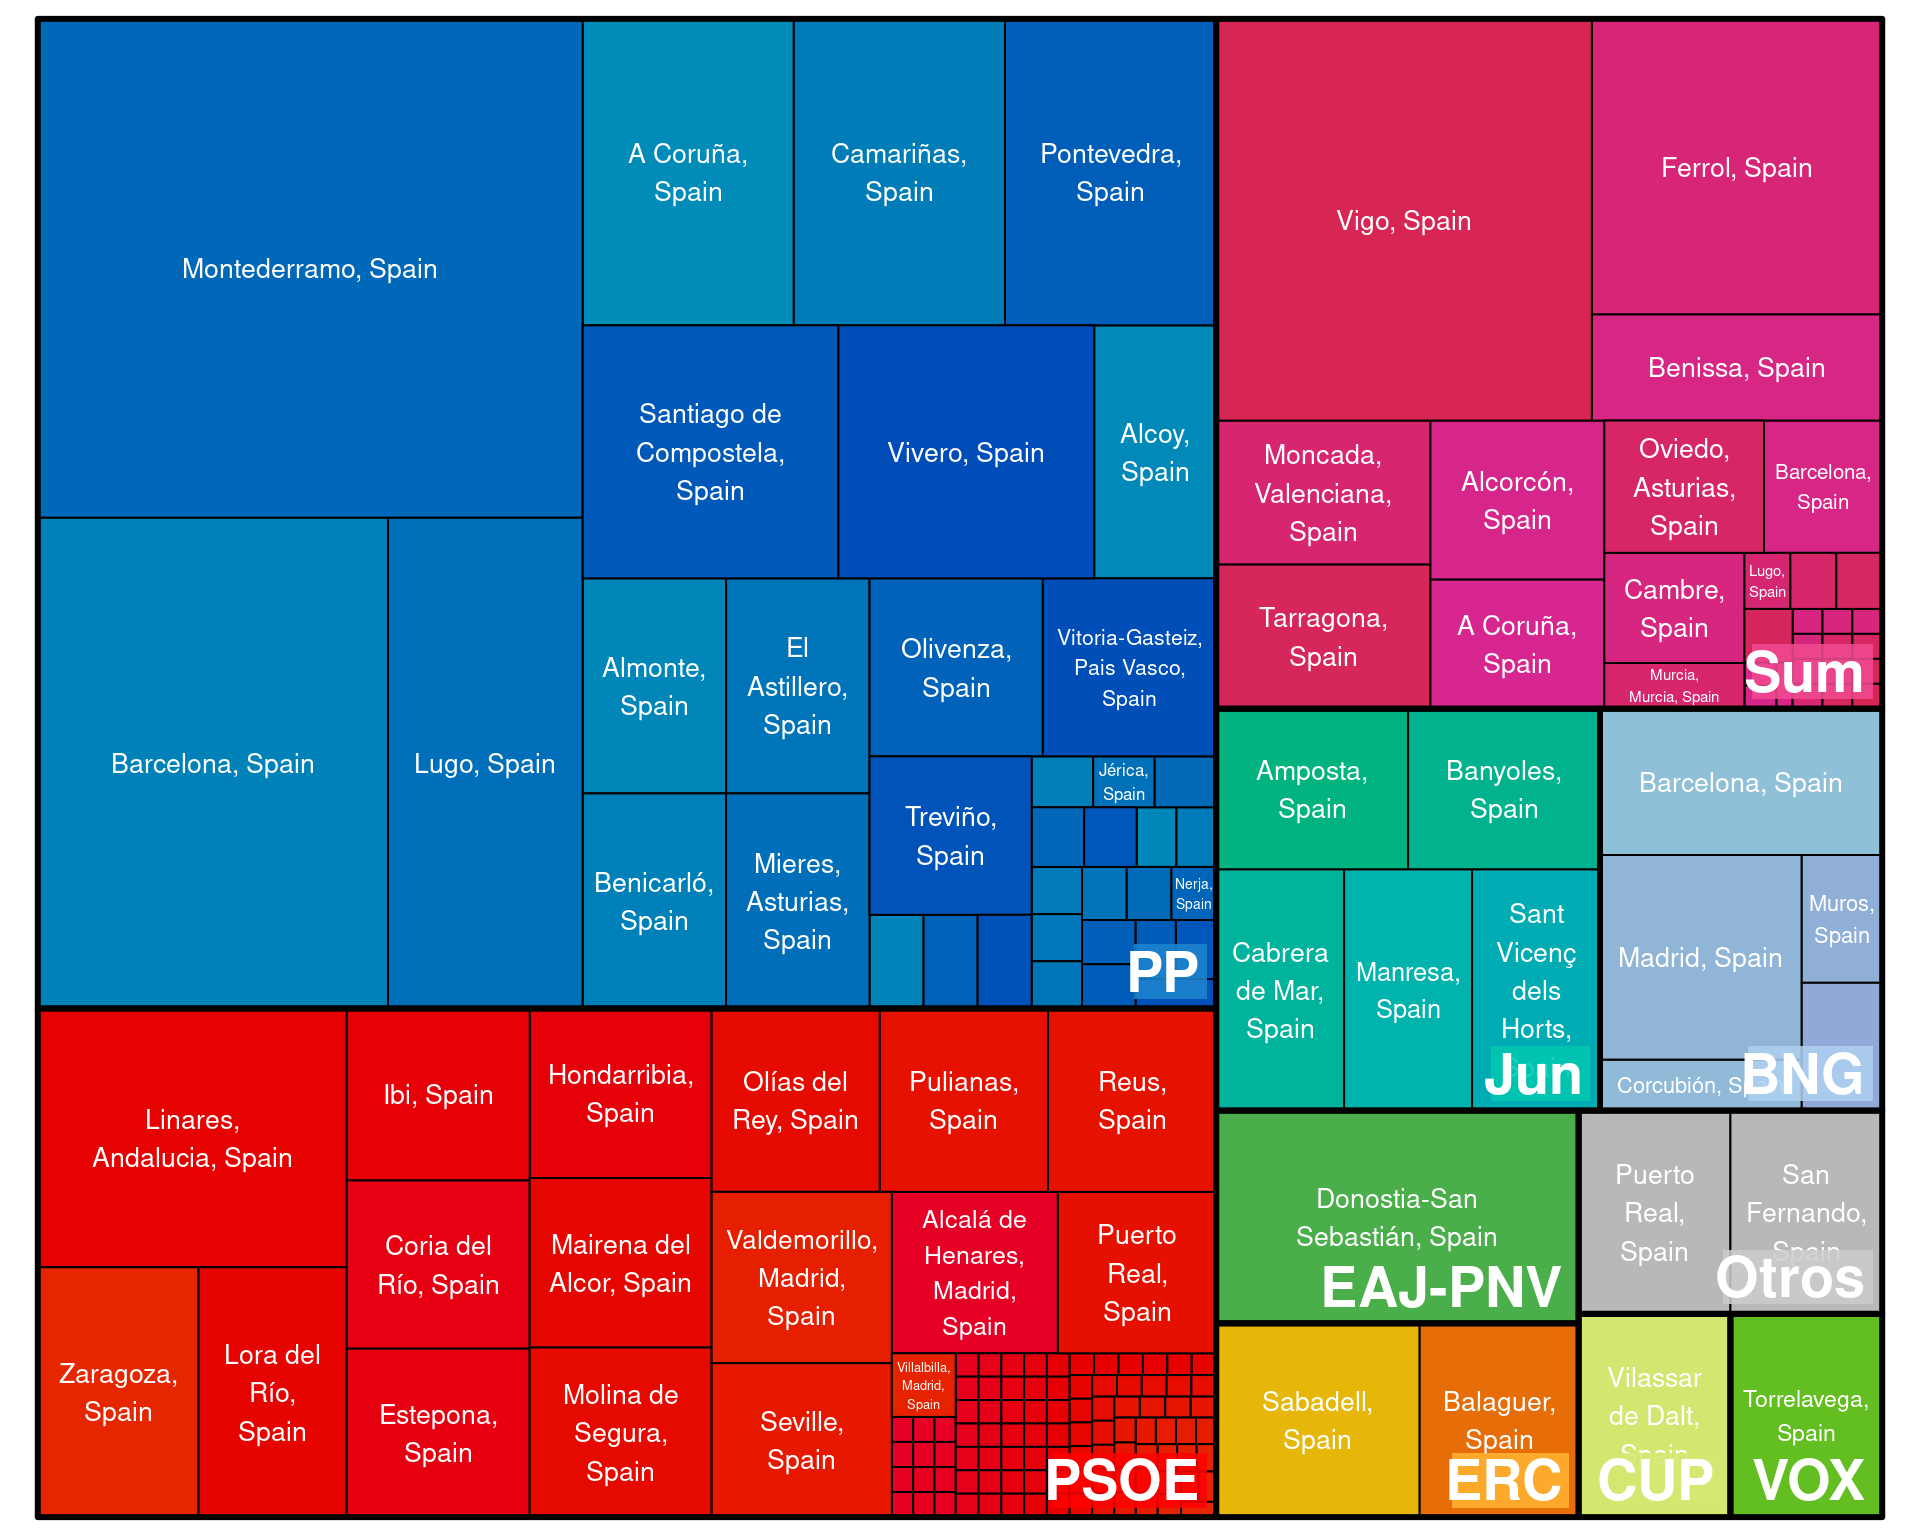 Montederramo, Spain
A Coruña,
Spain
Camariñas,
Spain
Pontevedra,
Spain
Santiago de
Compostela,
Spain
Vivero, Spain
Alcoy,
Spain
Barcelona, Spain
Lugo, Spain
Almonte,
Spain
El
Astillero,
Spain
Olivenza,
Spain
Vitoria-Gasteiz,
Pais Vasco,
Spain
Benicarló,
Spain
Mieres,
Asturias,
Spain
Treviño,
Spain
Jérica,
Spain
Nerja,
Spain
PP
Vigo, Spain
Ferrol, Spain
Benissa, Spain
Moncada,
Valenciana,
Spain
Alcorcón,
Spain
Oviedo,
Asturias,
Spain
Barcelona,
Spain
Tarragona,
Spain
A Coruña,
Spain
Cambre,
Spain
Lugo,
Spain
Murcia,
Murcia, Spain
Sum
Amposta,
Spain
Banyoles,
Spain
Cabrera
de Mar,
Spain
Manresa,
Spain
Sant
Vicenç
dels
Horts,
Jun
Barcelona, Spain
Madrid, Spain
Muros,
Spain
Corcubión, Spain
BNG
Linares,
Andalucia, Spain
Zaragoza,
Spain
Lora del
Río,
Spain
Ibi, Spain
Coria del
Río, Spain
Estepona,
Spain
Hondarribia,
Spain
Mairena del
Alcor, Spain
Molina de
Segura,
Spain
Olías del
Rey, Spain
Pulianas,
Spain
Reus,
Spain
Valdemorillo,
Madrid,
Spain
Alcalá de
Henares,
Madrid,
Spain
Puerto
Real,
Spain
Seville,
Spain
Villalbilla,
Madrid,
Spain
PSOE
Donostia-San
Sebastián, Spain
EAJ-PNV
Puerto
Real,
Spain
San
Fernando,
Spain
Otros
Sabadell,
Spain
Balaguer,
Spain
ERC
Vilassar
de Dalt,
Spain
CUP
Torrelavega,
Spain
VOX